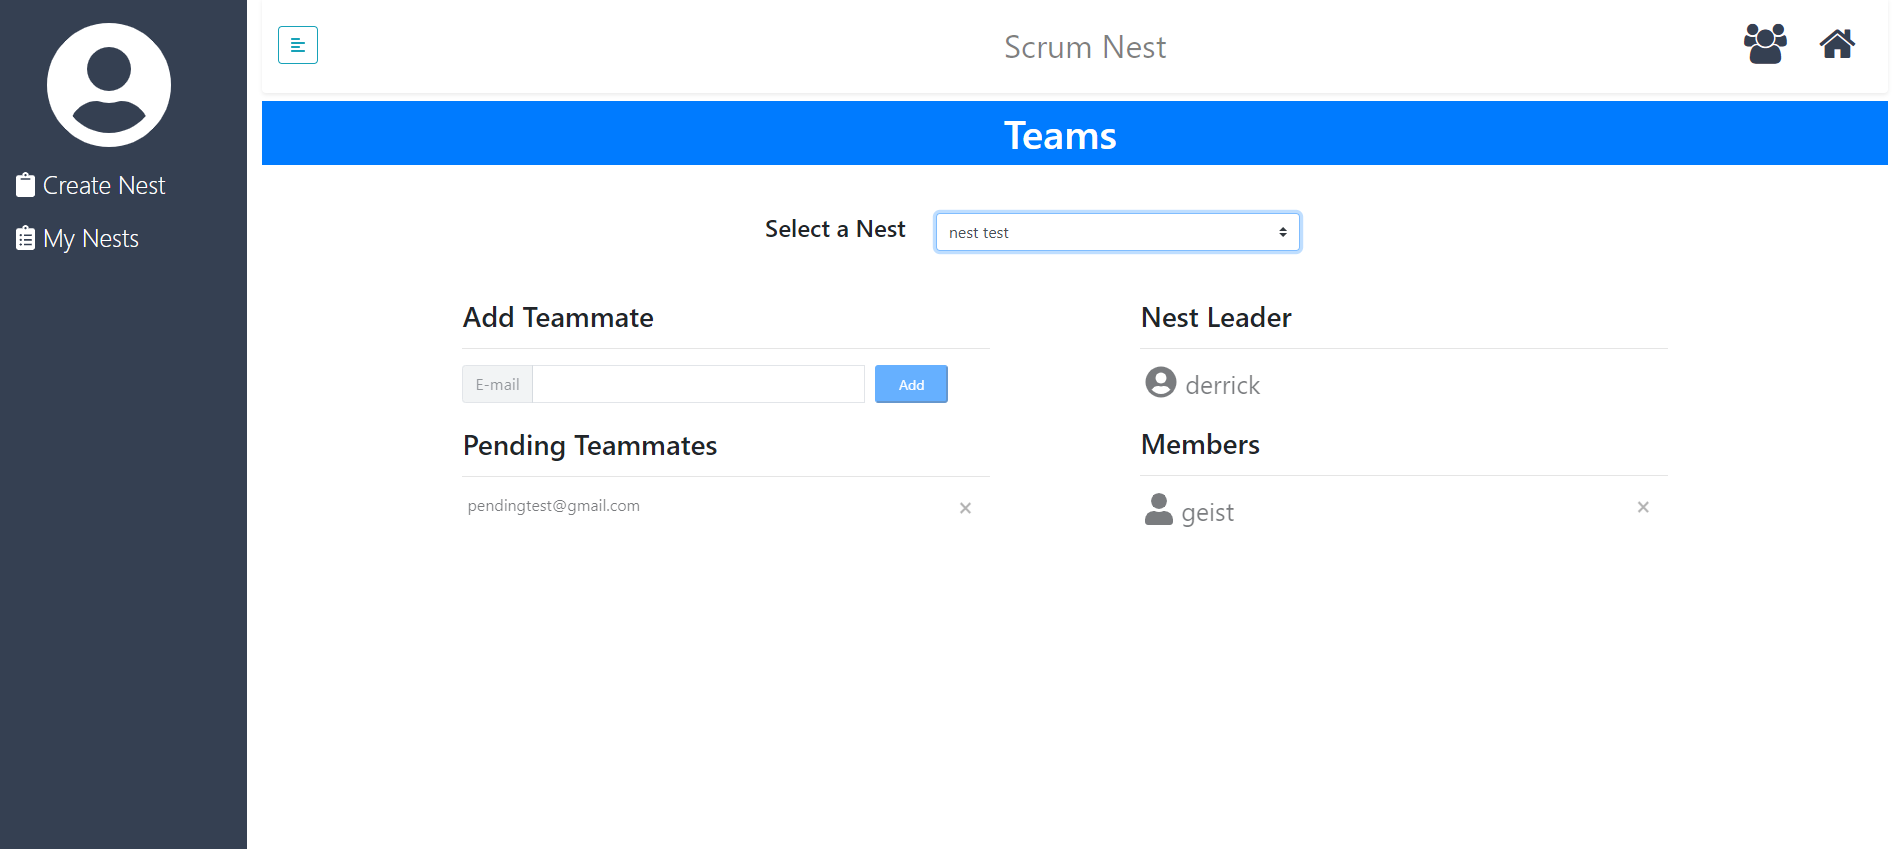 Create Nest
My Nests
Scrum Nest
Teams
Select a Nest
nest test
Add Teammate
E-mail
Add
Pending Teammates
pendingtest@gmail.com
Nest Leader
derrick
Members
geist